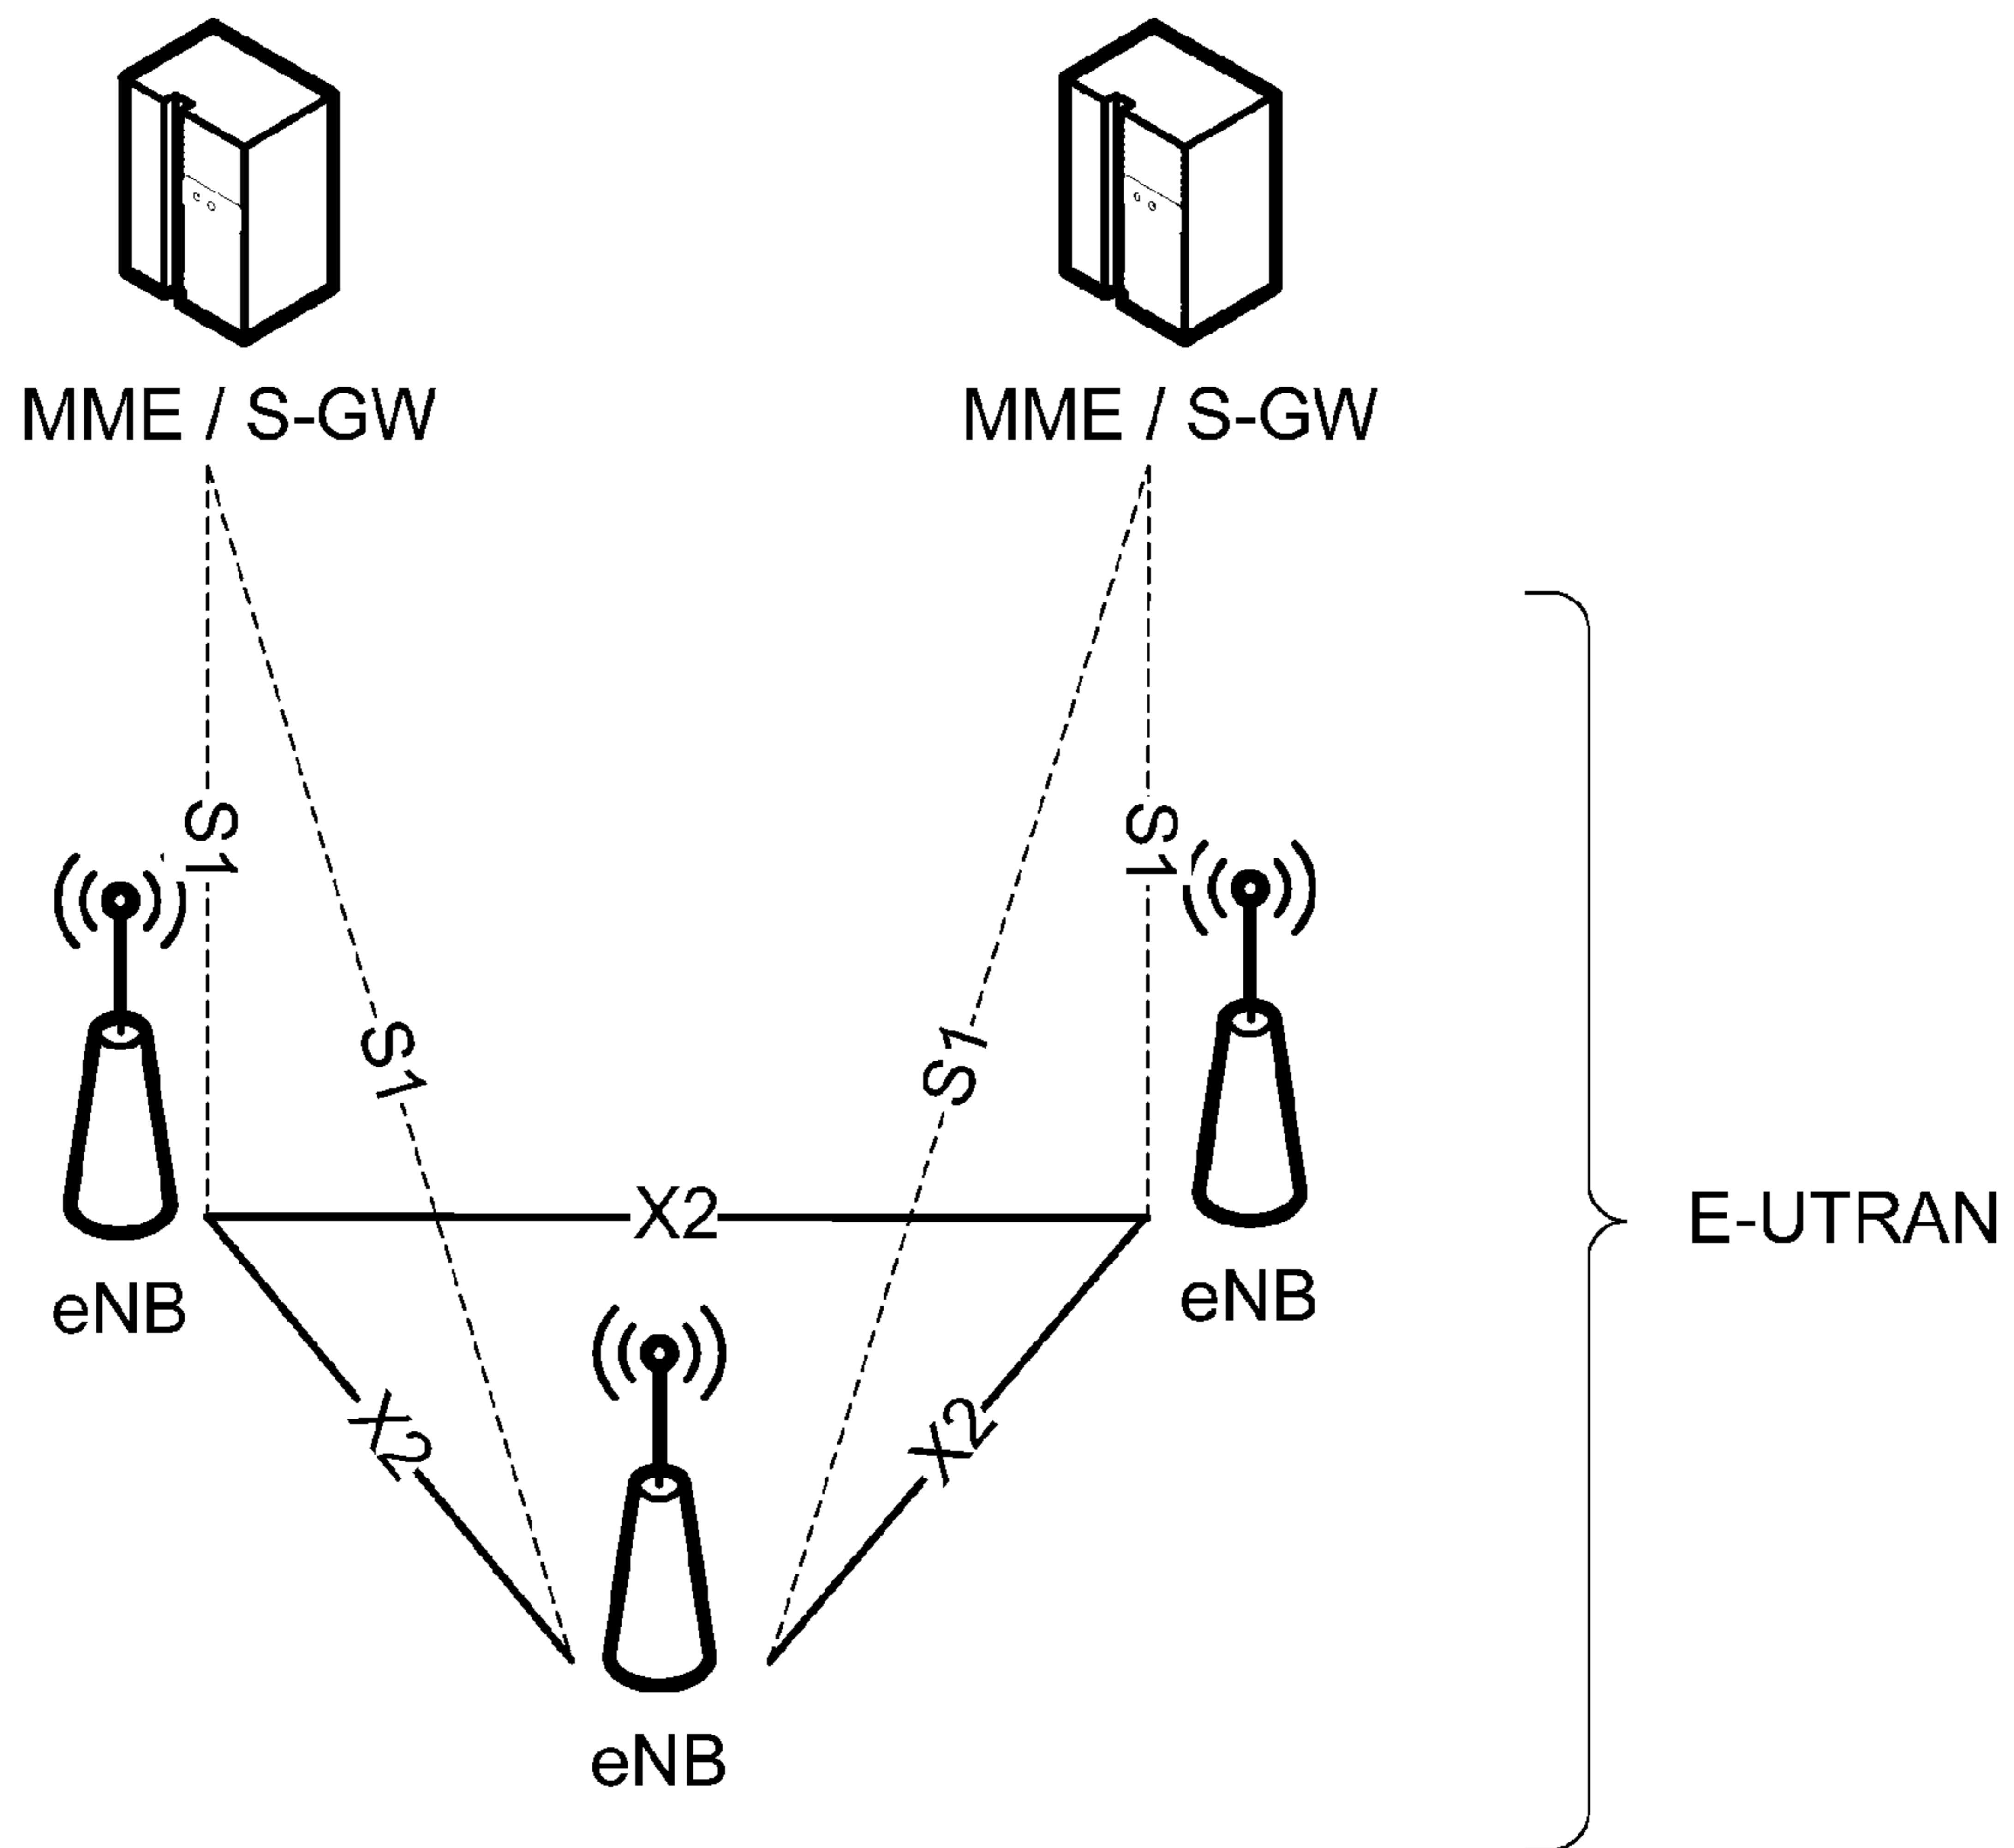 MME / S-GW
MME / S-GW
S1
S1
S1
S1
X2
E-UTRAN
eNB
eNB
X2
X2
eNB